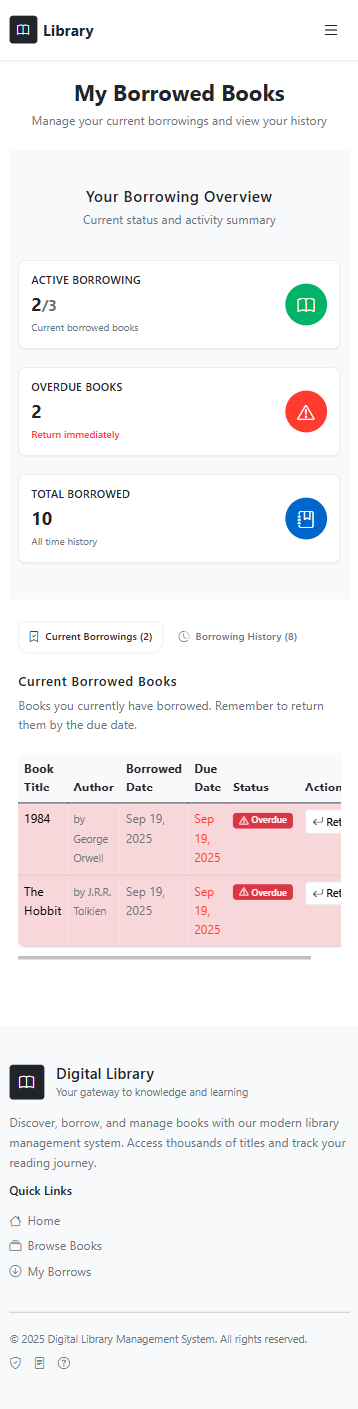 Library
My Borrowed Books
Manage your current borrowings and view your history
Your Borrowing Overview
Current status and activity summary
ACTIVE BORROWING
2/3
Current borrowed books
OVERDUE BOOKS
2
Return immediately
TOTAL BORROWED
10
All time history
Current Borrowings (2) Borrowing History (8)
Current Borrowed Books
Books you currently have borrowed. Remember to return
them by the due date.
Book Title Author Borrowed Date Due Date Status Action
1984 by George Orwell Sep 19, 2025 Sep 19, 2025 Overdue Ret
The Hobbit by J.R.R. Tolkien Sep 19, 2025 Sep 19, 2025 Overdue Ret
Digital Library
Your gateway to knowledge and learning
Discover, borrow, and manage books with our modern library
management system. Access thousands of titles and track your
reading journey.
Quick Links
Home
Browse Books
My Borrows
© 2025 Digital Library Management System. All rights reserved.